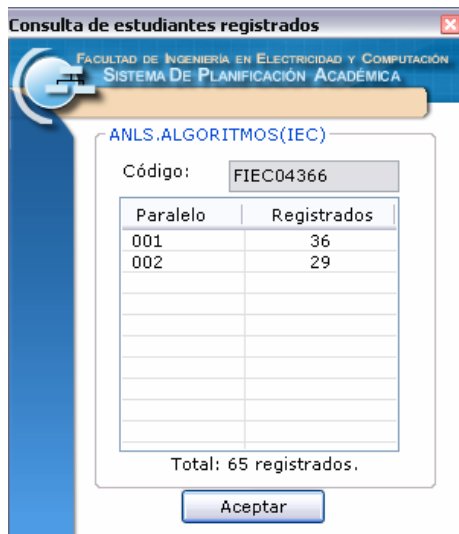 Consulta de estudiantes registrados
FACULTAD DE INGENIERÍA EN ELECTRICIDAD Y COMPUTACIÓN
SISTEMA DE PLANIFICACIÓN ACADÉMICA
ANLS.ALGORITMOS(IEC)
Código: FIEC04366
Paralelo Registrados
001 36
002 29
Total: 65 registrados.
Aceptar